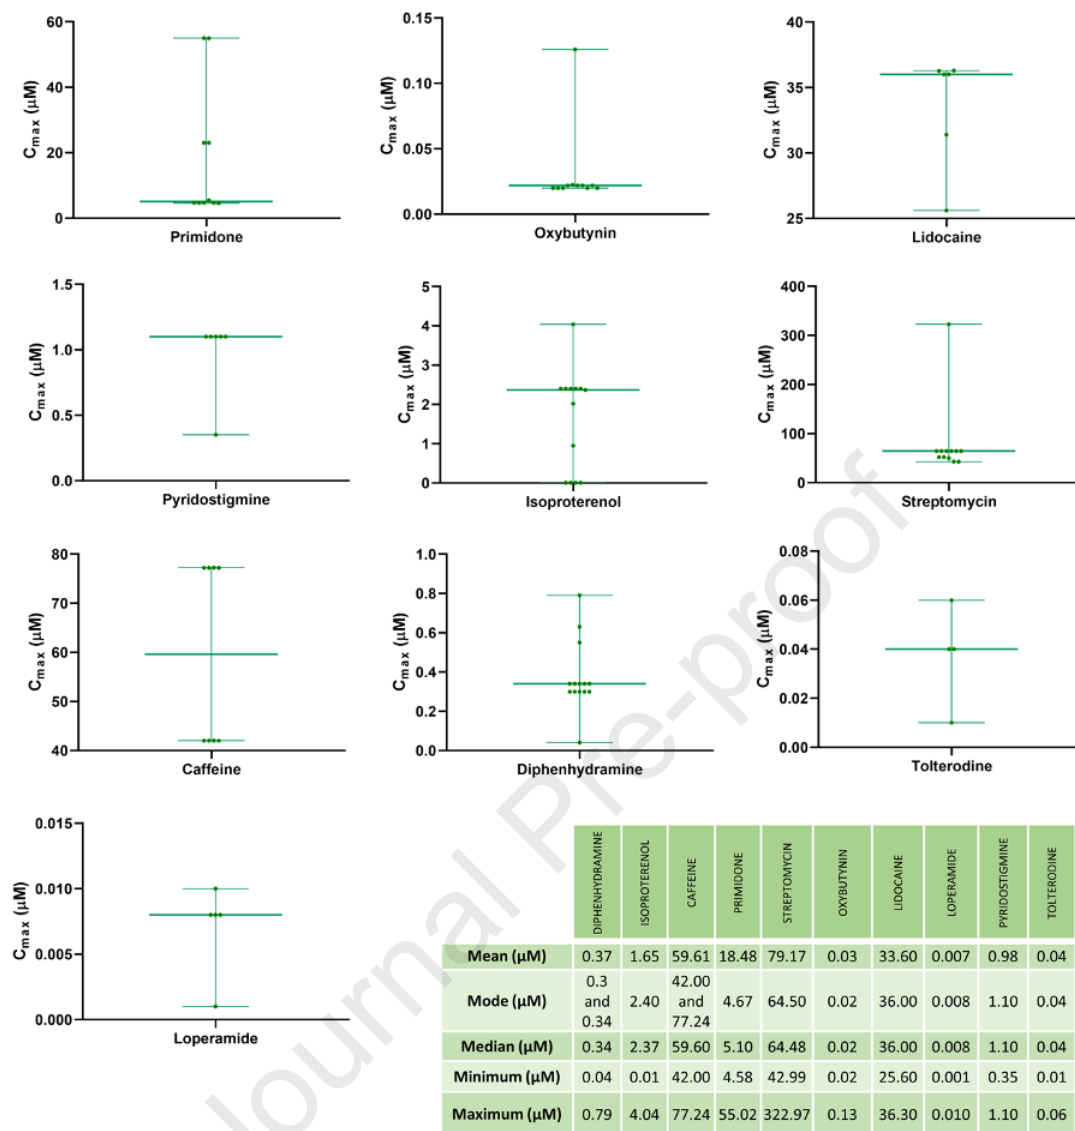 60
40
20
0
Cmax (µM)
Primidone
0.15
0.10
0.05
0.00
Cmax (µM)
Oxybutynin
40
35
30
25
Cmax (µM)
Lidocaine
1.5
1.0
0.5
0.0
Cmax (µM)
Pyridostigmine
5
4
3
2
1
0
Cmax (µM)
Isoproterenol
400
300
200
100
0
Cmax (µM)
Streptomycin
80
70
60
50
40
Cmax (µM)
Caffeine
1.0
0.8
0.6
0.4
0.2
0.0
Cmax (µM)
Diphenhydramine
0.08
0.06
0.04
0.02
0.00
Cmax (µM)
Tolterodine
0.015
0.010
0.005
0.000
Cmax (µM)
Loperamide
DIPHENHYDRAMINE ISOPROTERENOL CAFFEINE PRIMIDONE STREPTOMYCIN OXYBUTYNIN LIDOCAINE LOPERAMIDE PYRIDOSTIGMINE TOLTERODINE
Mean (µM) 0.37 1.65 59.61 18.48 79.17 0.03 33.60 0.007 0.98 0.04
Mode (µM) 0.3 and 0.34 2.40 42.00 and 77.24 4.67 64.50 0.02 36.00 0.008 1.10 0.04
Median (µM) 0.34 2.37 59.60 5.10 64.48 0.02 36.00 0.008 1.10 0.04
Minimum (µM) 0.04 0.01 42.00 4.58 42.99 0.02 25.60 0.001 0.35 0.01
Maximum (µM) 0.79 4.04 77.24 55.02 322.97 0.13 36.30 0.010 1.10 0.06
Journal Pre-proof